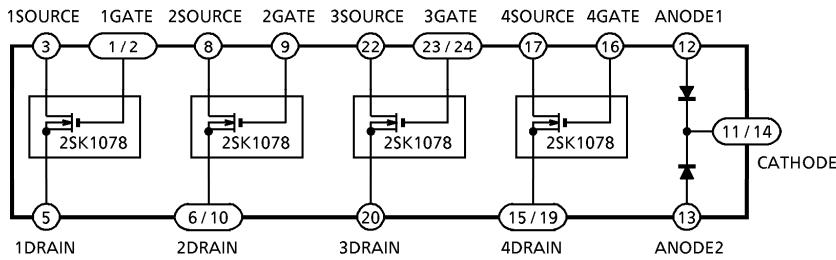 1SOURCE 1GATE 2SOURCE 2GATE 3SOURCE 3GATE 4SOURCE 4GATE ANODE1
3 1 / 2 8 9 22 23 / 24 17 16 12
2SK1078 2SK1078 2SK1078 2SK1078
11 / 14
CATHODE
5 6 / 10 20 15 / 19 13
1DRAIN 2DRAIN 3DRAIN 4DRAIN ANODE2